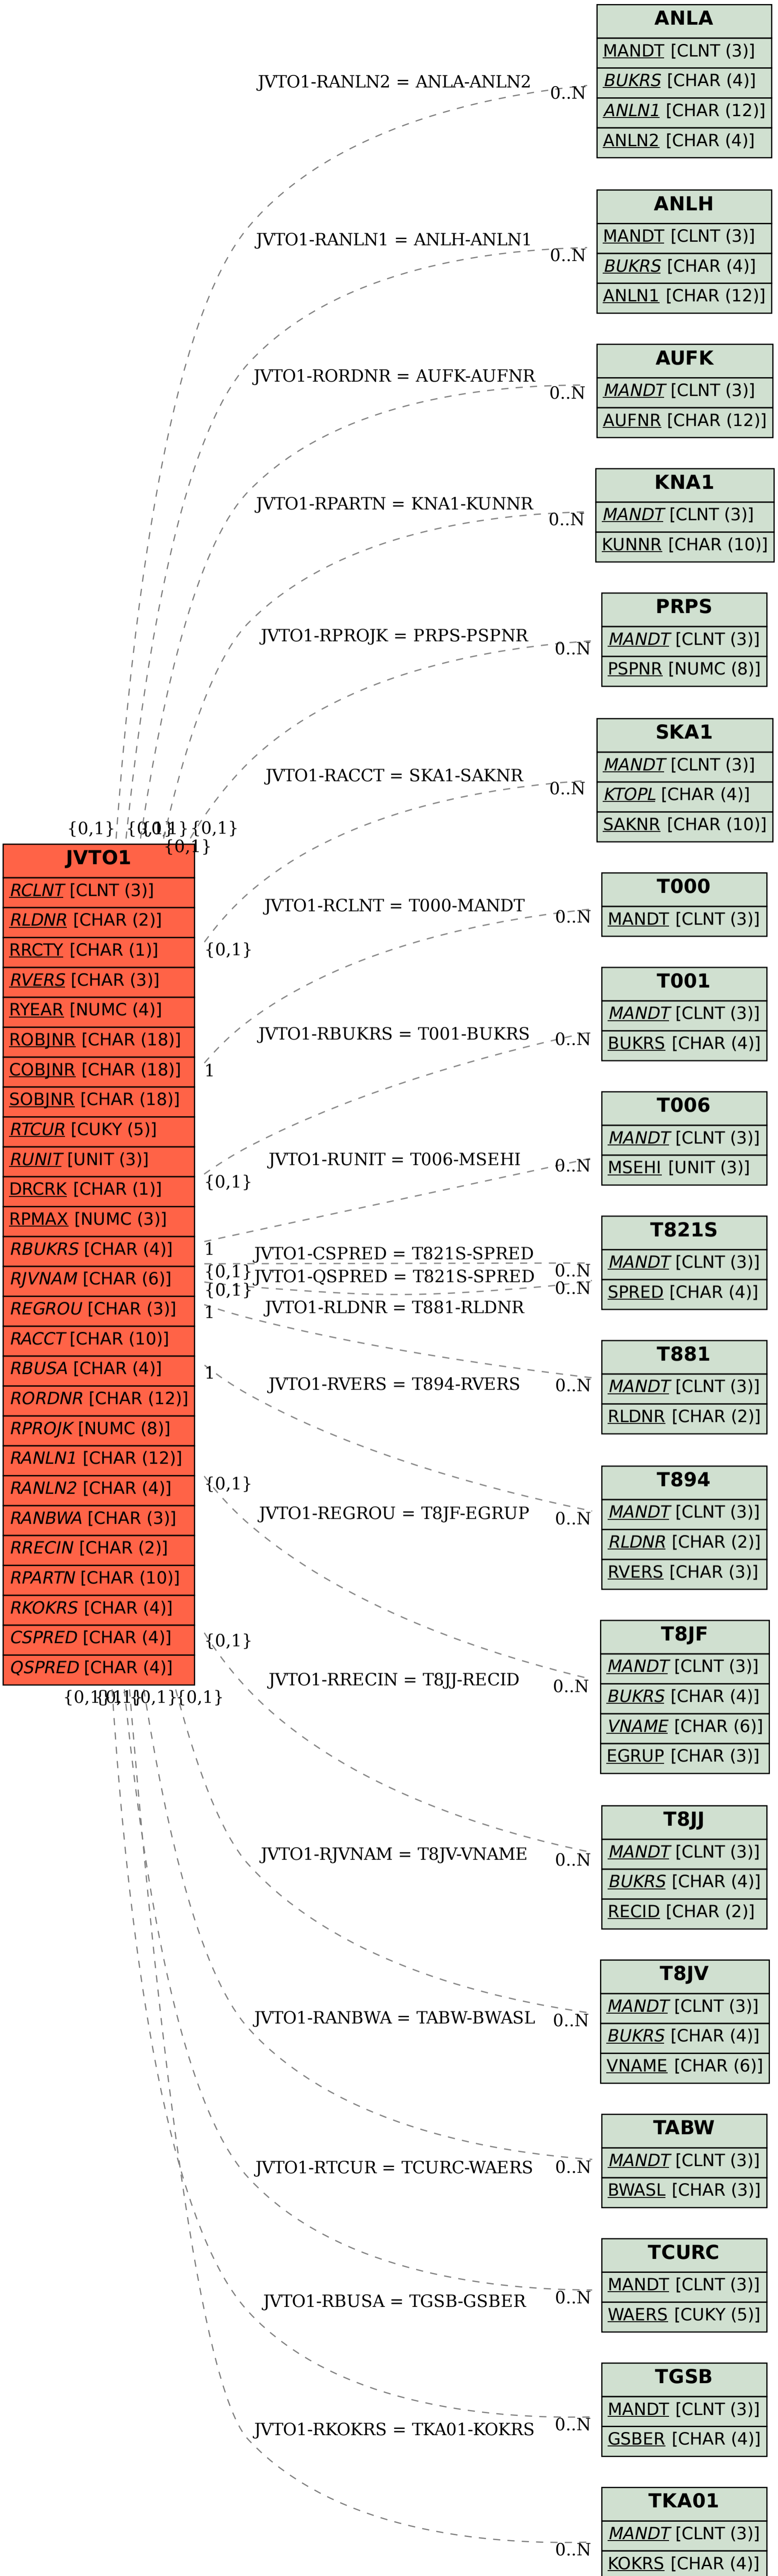 ANLA
MANDT [CLNT (3)]
BUKRS [CHAR (4)]
ANLN1 [CHAR (12)]
ANLN2 [CHAR (4)]
JVTO1-RANLN2 = ANLA-ANLN2
0..N
ANLH
MANDT [CLNT (3)]
BUKRS [CHAR (4)]
ANLN1 [CHAR (12)]
JVTO1-RANLN1 = ANLH-ANLN1
0..N
AUFK
MANDT [CLNT (3)]
AUFNR [CHAR (12)]
JVTO1-RORDNR = AUFK-AUFNR
0..N
KNA1
MANDT [CLNT (3)]
KUNNR [CHAR (10)]
JVTO1-RPARTN = KNA1-KUNNR
0..N
PRPS
MANDT [CLNT (3)]
PSPNR [NUMC (8)]
JVTO1-RPROJK = PRPS-PSPNR
0..N
SKA1
MANDT [CLNT (3)]
KTOPL [CHAR (4)]
SAKNR [CHAR (10)]
JVTO1-RACCT = SKA1-SAKNR
0..N
{0,1}
{0,1}
{0,1}
{0,1}
{0,1}
JVTO1
RCLNT [CLNT (3)]
RLDNR [CHAR (2)]
RRCTY [CHAR (1)]
RVERS [CHAR (3)]
RYEAR [NUMC (4)]
ROBJNR [CHAR (18)]
COBJNR [CHAR (18)]
SOBJNR [CHAR (18)]
RTCUR [CUKY (5)]
RUNIT [UNIT (3)]
DRCRK [CHAR (1)]
RPMAX [NUMC (3)]
RBUKRS [CHAR (4)]
RJVNAM [CHAR (6)]
REGROU [CHAR (3)]
RACCT [CHAR (10)]
RBUSA [CHAR (4)]
RORDNR [CHAR (12)]
RPROJK [NUMC (8)]
RANLN1 [CHAR (12)]
RANLN2 [CHAR (4)]
RANBWA [CHAR (3)]
RRECIN [CHAR (2)]
RPARTN [CHAR (10)]
RKOKRS [CHAR (4)]
CSPRED [CHAR (4)]
QSPRED [CHAR (4)]
{0,1}
1
{0,1}
1
{0,1}
{0,1}
1
1
{0,1}
{0,1}
{0,1}
{0,1}
{0,1}
{0,1}
T000
MANDT [CLNT (3)]
JVTO1-RCLNT = T000-MANDT
0..N
T001
MANDT [CLNT (3)]
BUKRS [CHAR (4)]
JVTO1-RBUKRS = T001-BUKRS
0..N
T006
MANDT [CLNT (3)]
MSEHI [UNIT (3)]
JVTO1-RUNIT = T006-MSEHI
0..N
T821S
MANDT [CLNT (3)]
SPRED [CHAR (4)]
JVTO1-CSPRED = T821S-SPRED
0..N
JVTO1-QSPRED = T821S-SPRED
0..N
JVTO1-RLDNR = T881-RLDNR
T881
MANDT [CLNT (3)]
RLDNR [CHAR (2)]
0..N
JVTO1-RVERS = T894-RVERS
T894
MANDT [CLNT (3)]
RLDNR [CHAR (2)]
RVERS [CHAR (3)]
0..N
JVTO1-REGROU = T8JF-EGRUP
T8JF
MANDT [CLNT (3)]
BUKRS [CHAR (4)]
VNAME [CHAR (6)]
EGRUP [CHAR (3)]
0..N
JVTO1-RRECIN = T8JJ-RECID
T8JJ
MANDT [CLNT (3)]
BUKRS [CHAR (4)]
RECID [CHAR (2)]
0..N
JVTO1-RJVNAM = T8JV-VNAME
T8JV
MANDT [CLNT (3)]
BUKRS [CHAR (4)]
VNAME [CHAR (6)]
0..N
JVTO1-RANBWA = TABW-BWASL
TABW
MANDT [CLNT (3)]
BWASL [CHAR (3)]
0..N
JVTO1-RTCUR = TCURC-WAERS
TCURC
MANDT [CLNT (3)]
WAERS [CUKY (5)]
0..N
JVTO1-RBUSA = TGSB-GSBER
TGSB
MANDT [CLNT (3)]
GSBER [CHAR (4)]
0..N
JVTO1-RKOKRS = TKA01-KOKRS
TKA01
MANDT [CLNT (3)]
KOKRS [CHAR (4)]
0..N